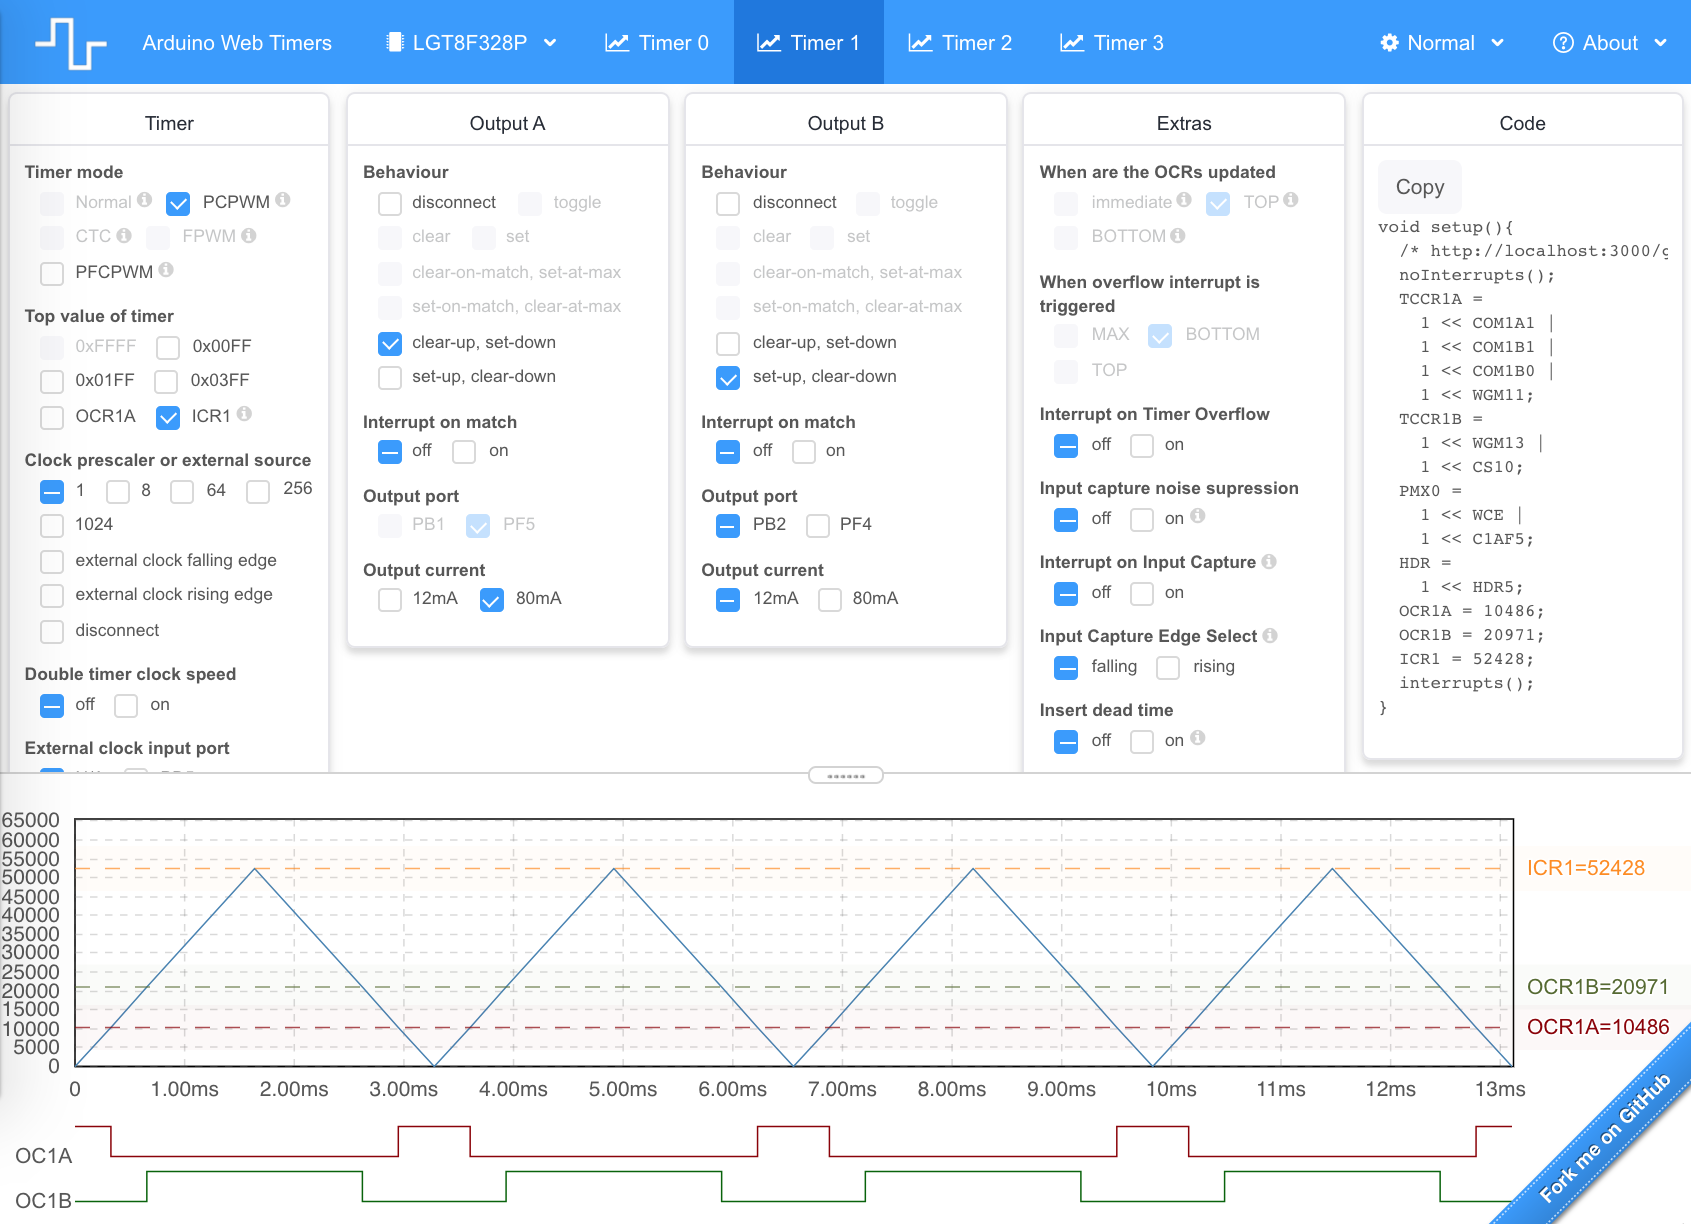 Arduino Web Timers LGT8F328P Timer 0 Timer 1 Timer 2 Timer 3 Normal About
Timer
Timer mode
Normal PCPWM
CTC FPWM
PFCPWM
Top value of timer
0xFFFF 0x00FF
0x01FF 0x03FF
OCR1A ICR1
Clock prescaler or external source
1 8 64 256
1024
external clock falling edge
external clock rising edge
disconnect
Double timer clock speed
off on
External clock input port
Output A
Behaviour
disconnect toggle
clear set
clear-on-match, set-at-max
set-on-match, clear-at-max
clear-up, set-down
set-up, clear-down
Interrupt on match
off on
Output port
PB1 PF5
Output current
12mA 80mA
Output B
Behaviour
disconnect toggle
clear set
clear-on-match, set-at-max
set-on-match, clear-at-max
clear-up, set-down
set-up, clear-down
Interrupt on match
off on
Output port
PB2 PF4
Output current
12mA 80mA
Extras
When are the OCRs updated
immediate TOP
BOTTOM
When overflow interrupt is
triggered
MAX BOTTOM
TOP
Interrupt on Timer Overflow
off on
Input capture noise supression
off on
Interrupt on Input Capture
off on
Input Capture Edge Select
falling rising
Insert dead time
off on
Code
Copy
void setup(){
/* http://localhost:3000/g
noInterrupts();
TCCR1A =
1 << COM1A1 |
1 << COM1B1 |
1 << COM1B0 |
1 << WGM11;
TCCR1B =
1 << WGM13 |
1 << CS10;
PMX0 =
1 << WCE |
1 << C1AF5;
HDR =
1 << HDR5;
OCR1A = 10486;
OCR1B = 20971;
ICR1 = 52428;
interrupts();
}
65000
60000
55000
50000
45000
40000
35000
30000
25000
20000
15000
10000
5000
0
ICR1=52428
OCR1B=20971
OCR1A=10486
0 1.00ms 2.00ms 3.00ms 4.00ms 5.00ms 6.00ms 7.00ms 8.00ms 9.00ms 10ms 11ms 12ms 13ms
OC1A
OC1B
Fork me on GitHub